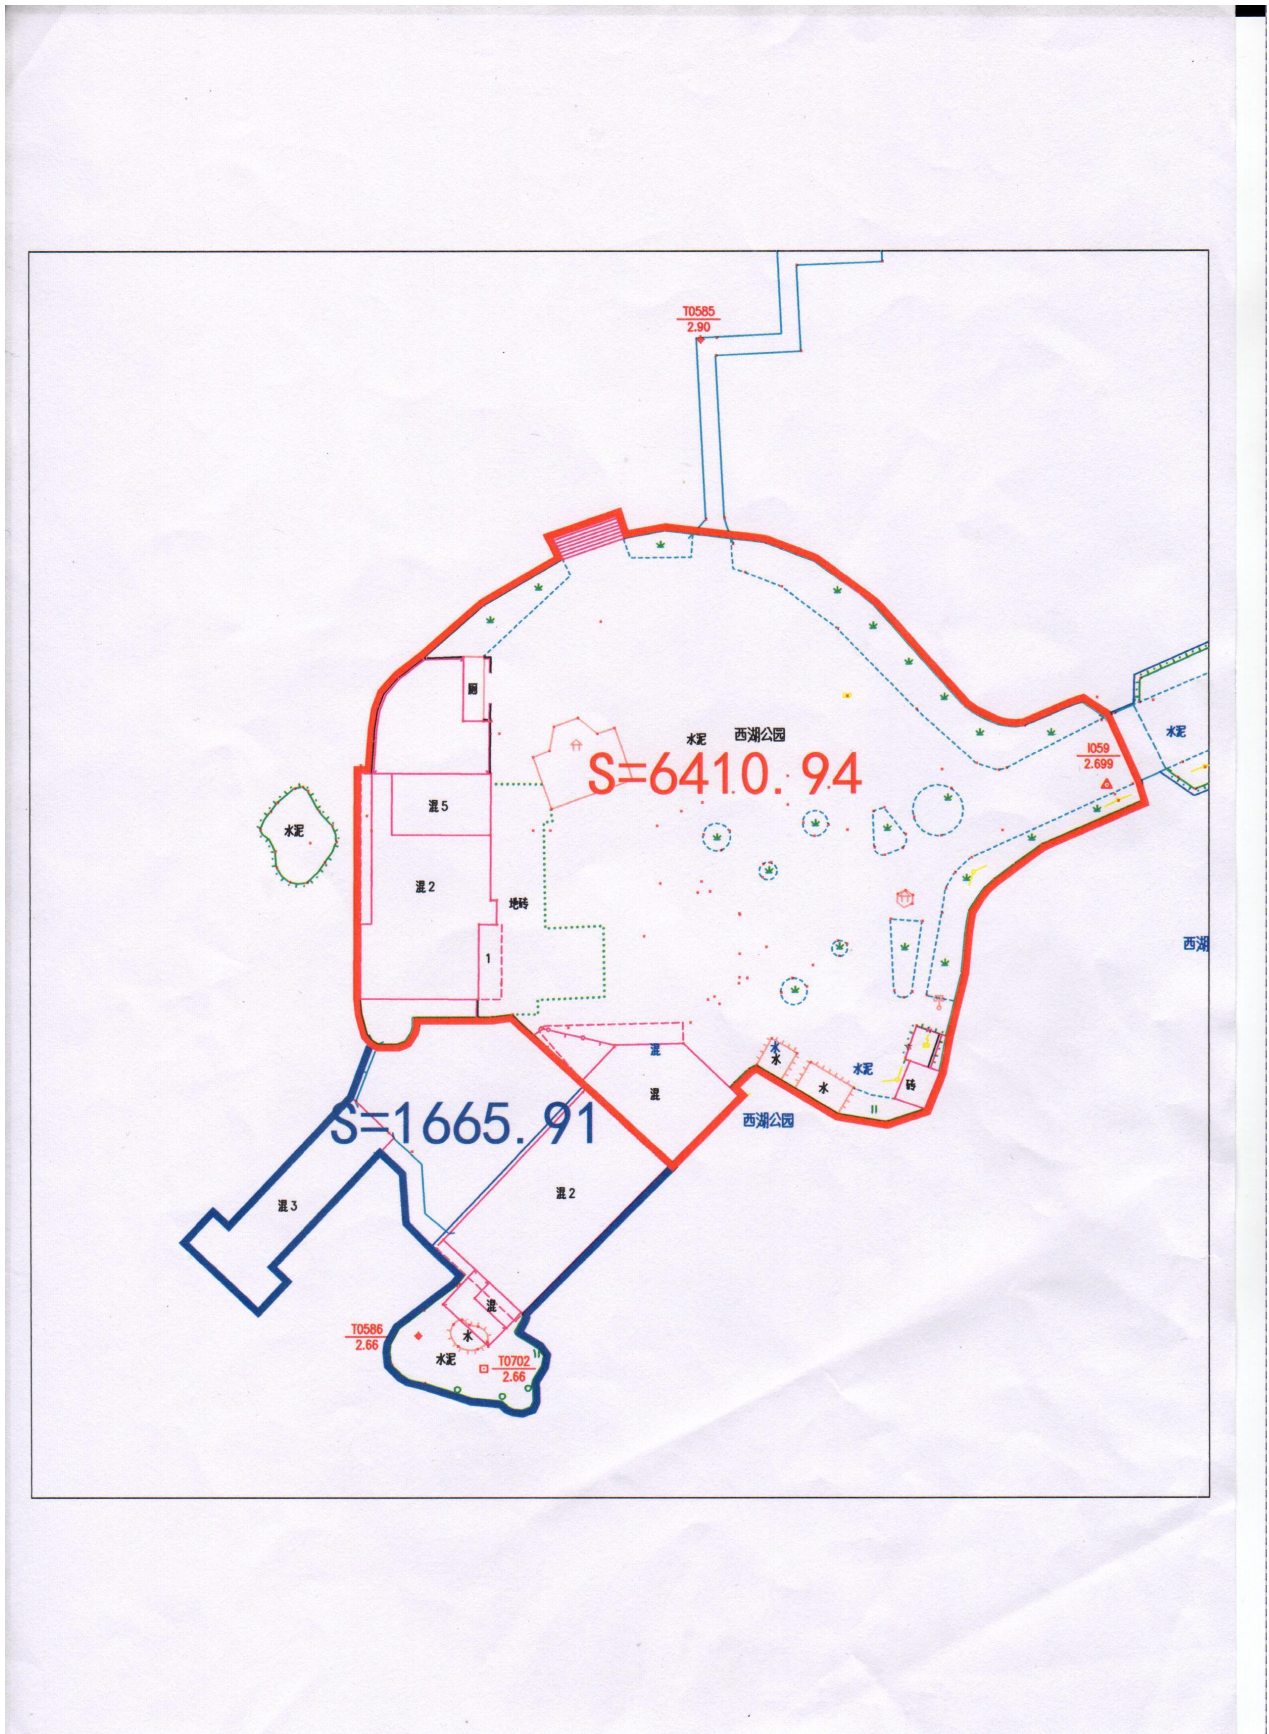 T0585
2.90
厕
水泥
西湖公园
S=6410.94
水泥
I059
2.699
混5
水泥
混2
地砖
1
西湖
混
水
水
水泥
水
砖
混
西湖公园
S=1665.91
混2
混3
混
水
水泥
T0586
2.66
T0702
2.66